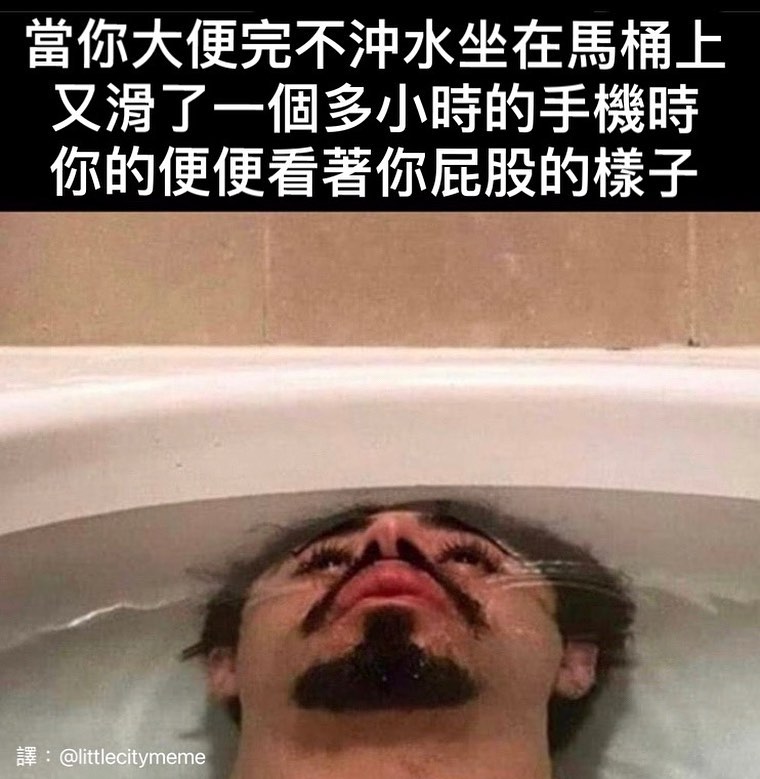 當你大便完不沖水坐在馬桶上
又滑了一個多小時的手機時
你的便便看著你屁股的樣子
譯：@littlecitymeme